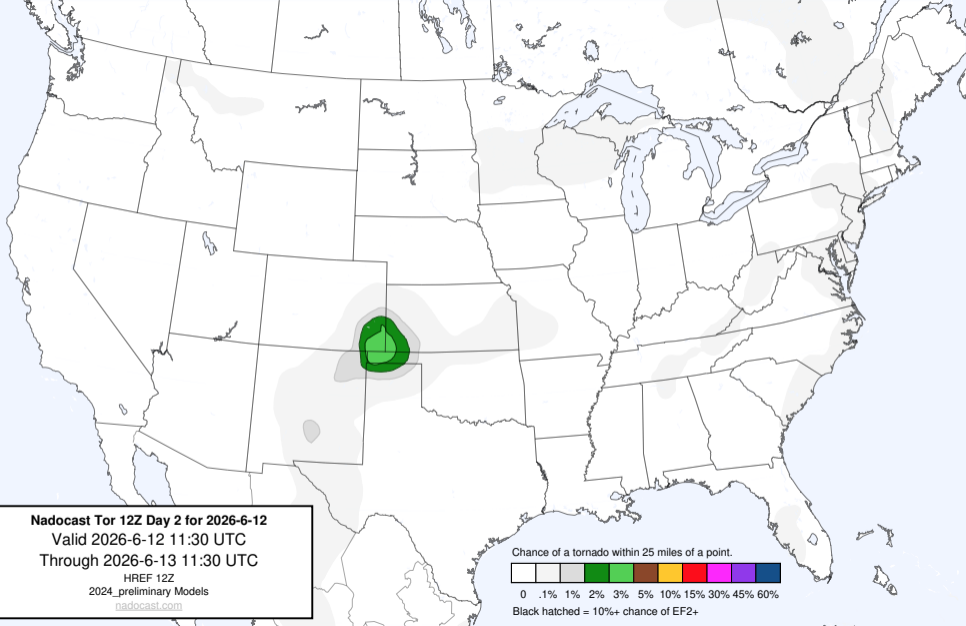 Nadocast Tor 12Z Day 2 for 2026-6-12
Valid 2026-6-12 11:30 UTC
Through 2026-6-13 11:30 UTC
HREF 12Z
2024_preliminary Models
nadocast.com
Chance of a tornado within 25 miles of a point.
0 .1% 1% 2% 3% 5% 10% 15% 30% 45% 60%
Black hatched = 10%+ chance of EF2+